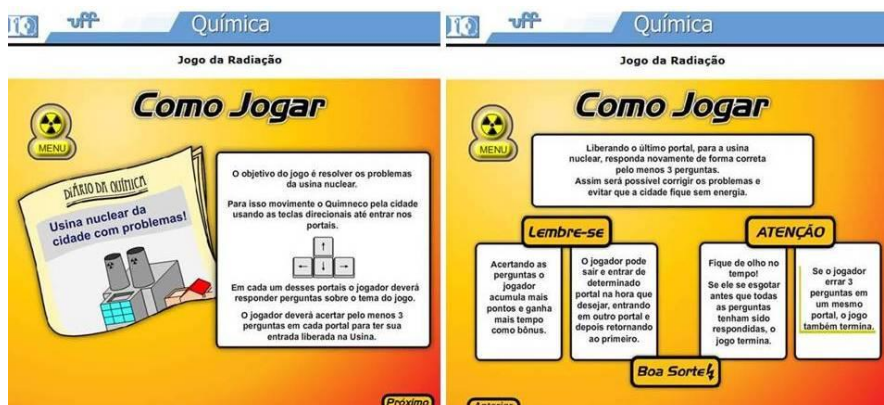 uff
Química
Jogo da Radiação
Como Jogar
MENU
DIÁRIO DA QUÍMICA
Usina nuclear da
cidade com problemas!
O objetivo do jogo é resolver os problemas
da usina nuclear.
Para isso movimente o Quimneco pela cidade
usando as teclas direcionais até entrar nos
portais.
↑
← ↓ →
Em cada um desses portais o jogador deverá
responder perguntas sobre o tema do jogo.
O jogador deverá acertar pelo menos 3
perguntas em cada portal para ter sua
entrada liberada na Usina.
Próximo
uff
Química
Jogo da Radiação
Como Jogar
MENU
Liberando o último portal, para a usina
nuclear, responda novamente de forma correta
pelo menos 3 perguntas.
Assim será possível corrigir os problemas e
evitar que a cidade fique sem energia.
Lembre-se
Acertando as
perguntas o
jogador
acumula mais
pontos e ganha
mais tempo
como bônus.
O jogador pode
sair e entrar de
determinado
portal na hora que
desejar, entrando
em outro portal e
depois retornando
ao primeiro.
ATENÇÃO
Fique de olho no
tempo!
Se ele se esgotar
antes que todas
as perguntas
tenham sido
respondidas, o
jogo termina.
Se o jogador
errar 3
perguntas em
um mesmo
portal, o jogo
também termina.
Boa Sorte
Anterior